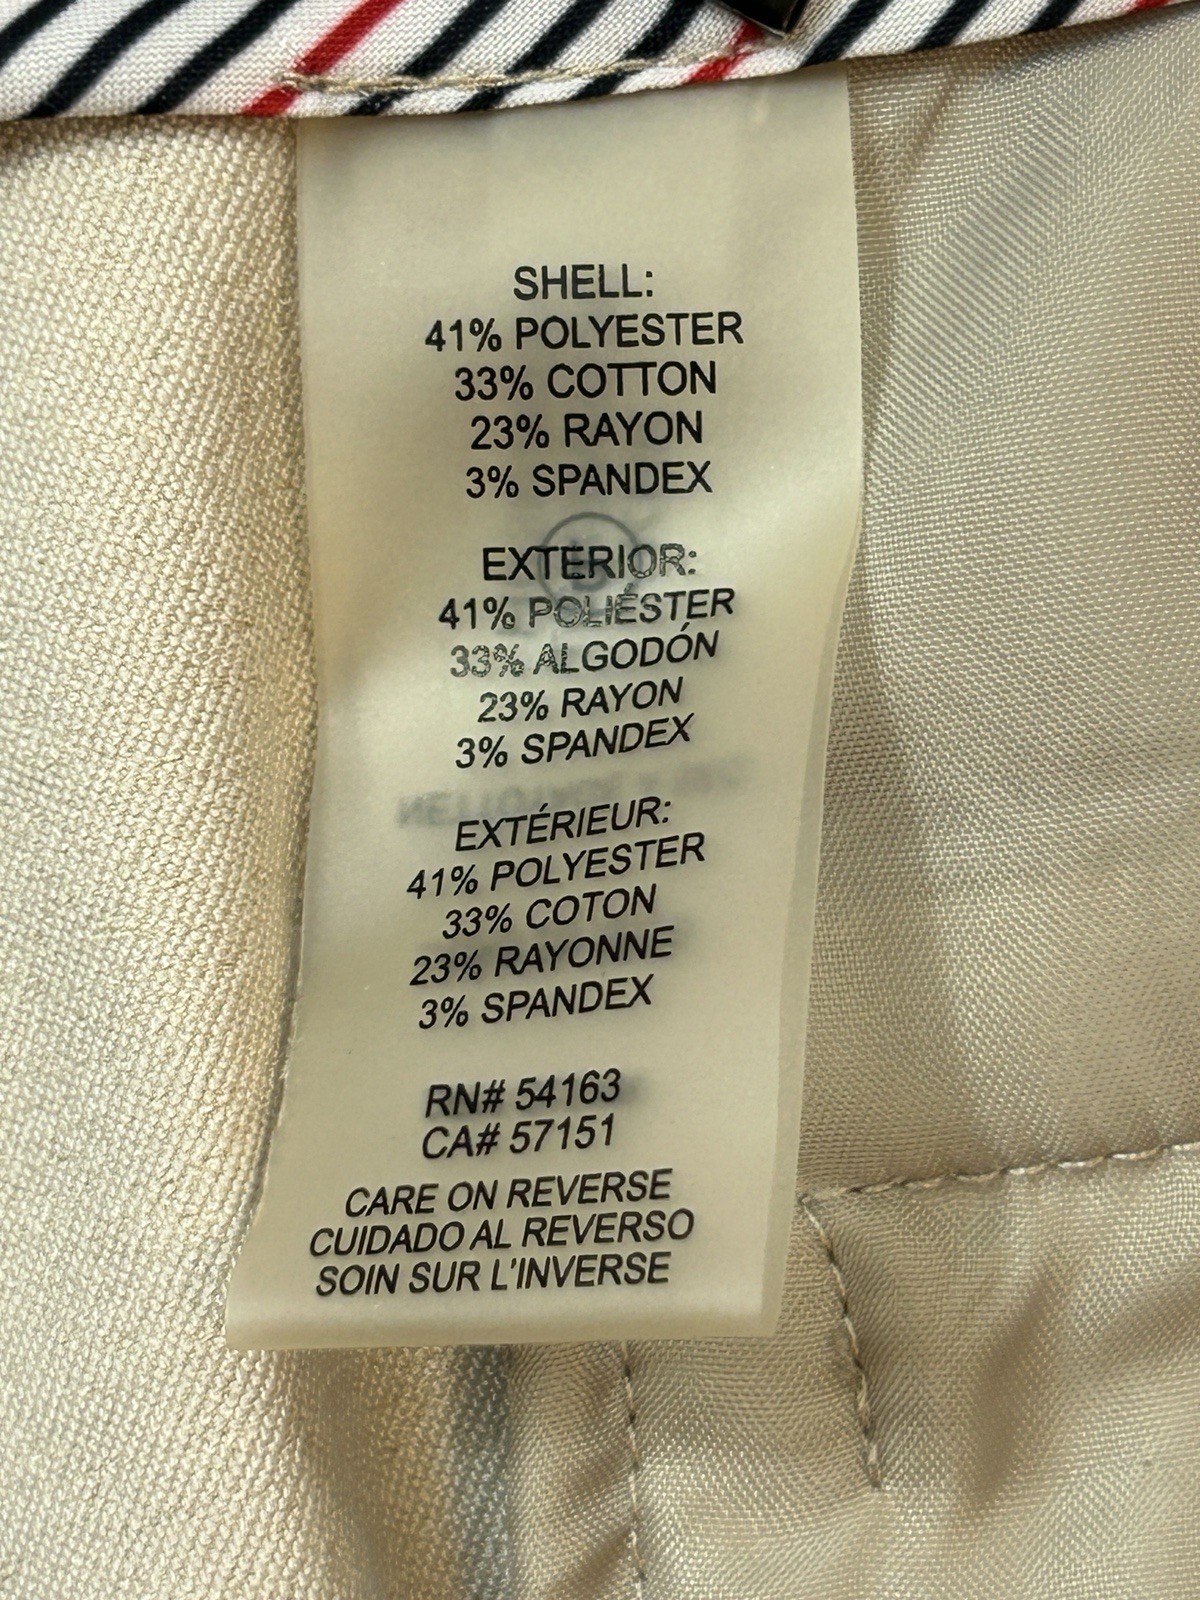 SHELL:
41% POLYESTER
33% COTTON
23% RAYON
3% SPANDEX
EXTERIOR:
41% POLIÉSTER
33% ALGODÓN
23% RAYON
3% SPANDEX
EXTÉRIEUR:
41% POLYESTER
33% COTON
23% RAYONNE
3% SPANDEX
RN# 54163
CA# 57151
CARE ON REVERSE
CUIDADO AL REVERSO
SOIN SUR L'INVERSE